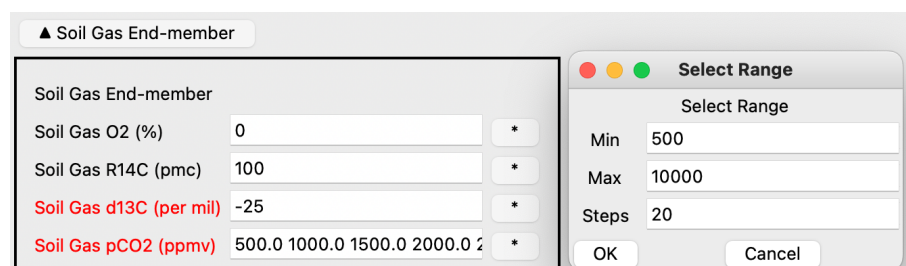 ▲ Soil Gas End-member
Soil Gas End-member
Soil Gas O2 (%) 0 *
Soil Gas R14C (pmc) 100 *
Soil Gas d13C (per mil) -25 *
Soil Gas pCO2 (ppmv) 500.0 1000.0 1500.0 2000.0 *
Select Range
Select Range
Min 500
Max 10000
Steps 20
OK Cancel